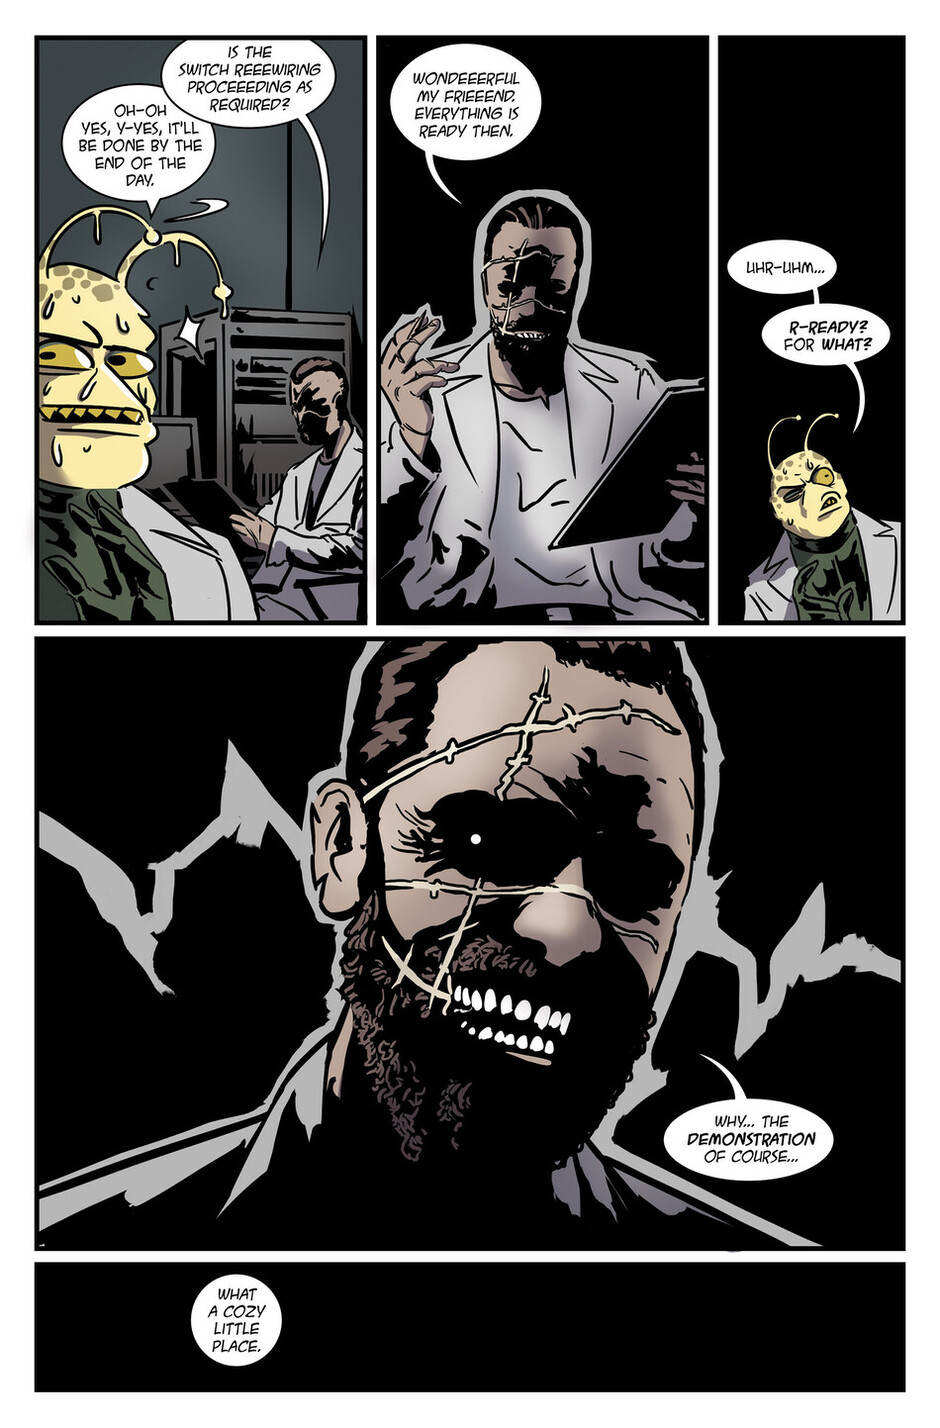 IS THE
SWITCH REEEWIRING
PROCEEEDING AS
REQUIRED?
OH-OH
YES, Y-YES, IT'LL
BE DONE BY THE
END OF THE
DAY.
WONDEEERFUL
MY FRIEEEND.
EVERYTHING IS
READY THEN.
UHR-UHM...
R-READY?
FOR WHAT?
WHY... THE
DEMONSTRATION
OF COURSE...
WHAT
A COZY
LITTLE
PLACE.